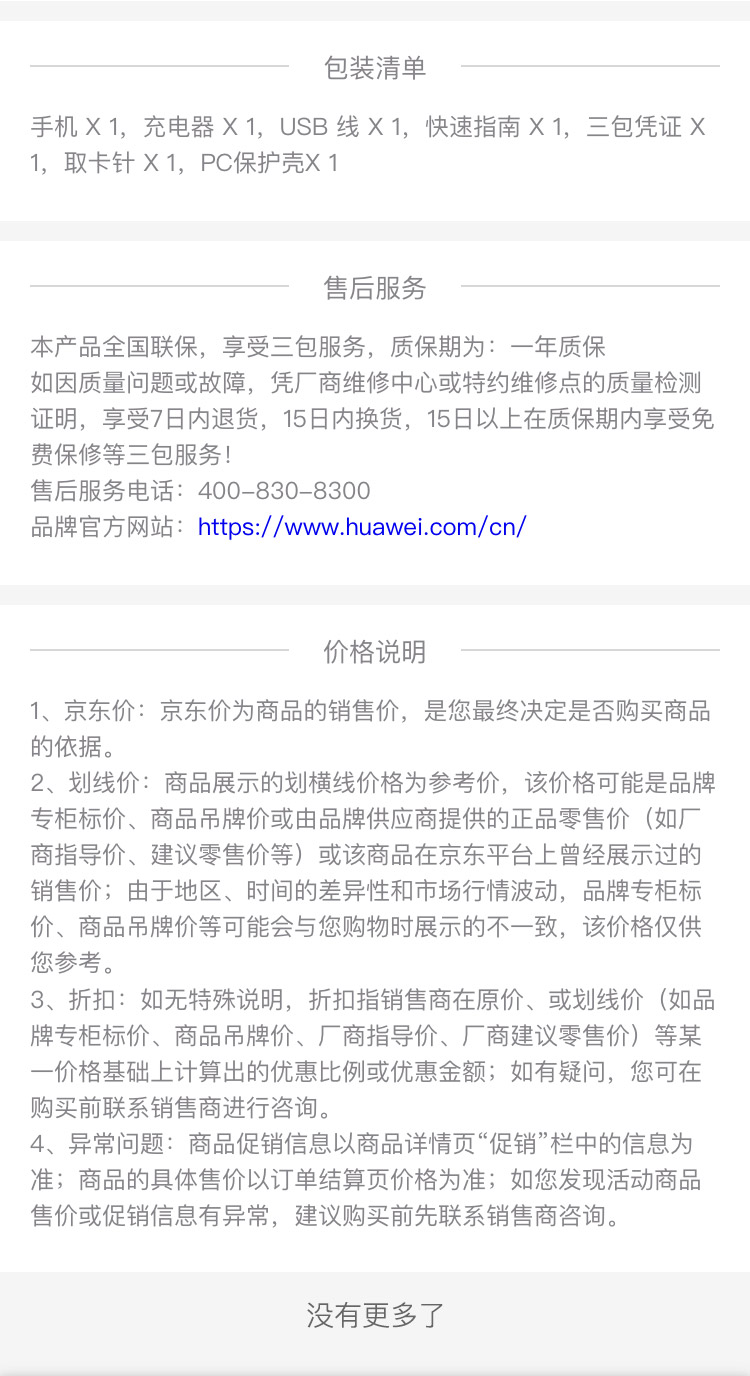 包装清单
手机 X 1，充电器 X 1，USB 线 X 1，快速指南 X 1，三包凭证 X
1，取卡针 X 1，PC保护壳X 1
售后服务
本产品全国联保，享受三包服务，质保期为：一年质保
如因质量问题或故障，凭厂商维修中心或特约维修点的质量检测
证明，享受7日内退货，15日内换货，15日以上在质保期内享受免
费保修等三包服务！
售后服务电话：400-830-8300
品牌官方网站：https://www.huawei.com/cn/
价格说明
1、京东价：京东价为商品的销售价，是您最终决定是否购买商品
的依据。
2、划线价：商品展示的划横线价格为参考价，该价格可能是品牌
专柜标价、商品吊牌价或由品牌供应商提供的正品零售价（如厂
商指导价、建议零售价等）或该商品在京东平台上曾经展示过的
销售价；由于地区、时间的差异性和市场行情波动，品牌专柜标
价、商品吊牌价等可能会与您购物时展示的不一致，该价格仅供
您参考。
3、折扣：如无特殊说明，折扣指销售商在原价、或划线价（如品
牌专柜标价、商品吊牌价、厂商指导价、厂商建议零售价）等某
一价格基础上计算出的优惠比例或优惠金额；如有疑问，您可在
购买前联系销售商进行咨询。
4、异常问题：商品促销信息以商品详情页“促销”栏中的信息为
准；商品的具体售价以订单结算页价格为准；如您发现活动商品
售价或促销信息有异常，建议购买前先联系销售商咨询。
没有更多了